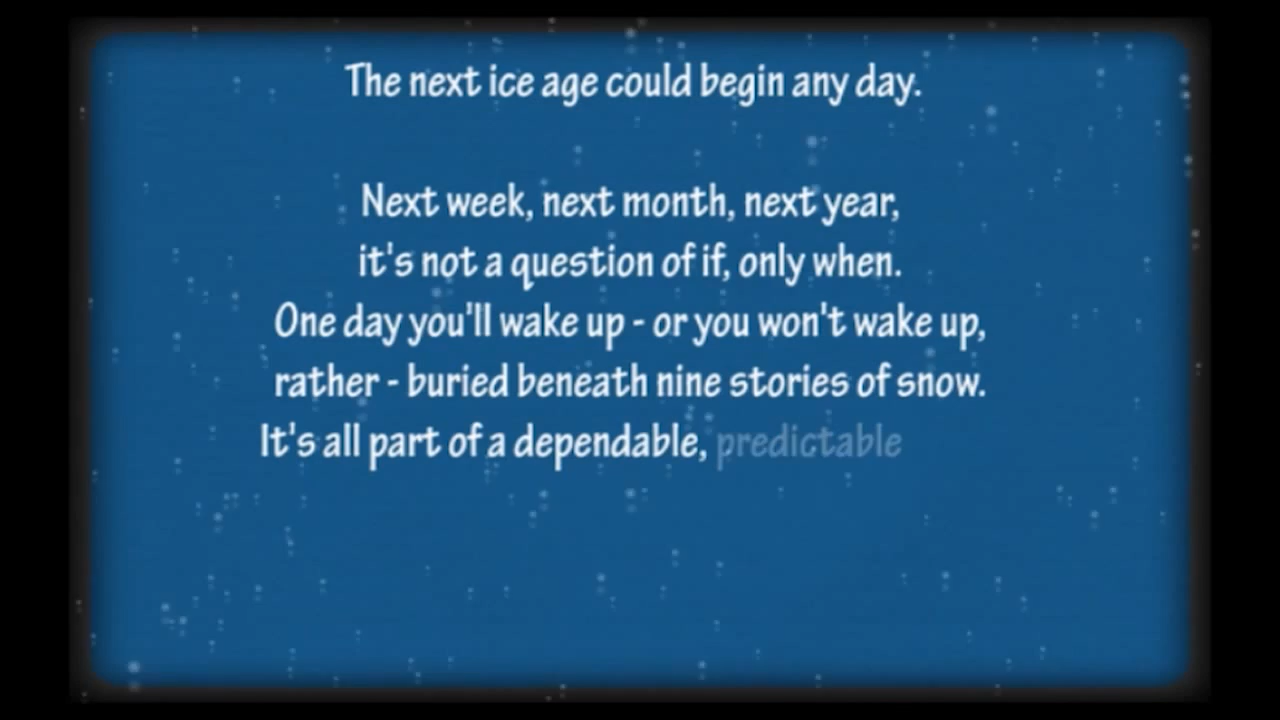 The next ice age could begin any day.
Next week, next month, next year,
it's not a question of if, only when.
One day you'll wake up - or you won't wake up,
rather - buried beneath nine stories of snow.
It's all part of a dependable, predictable